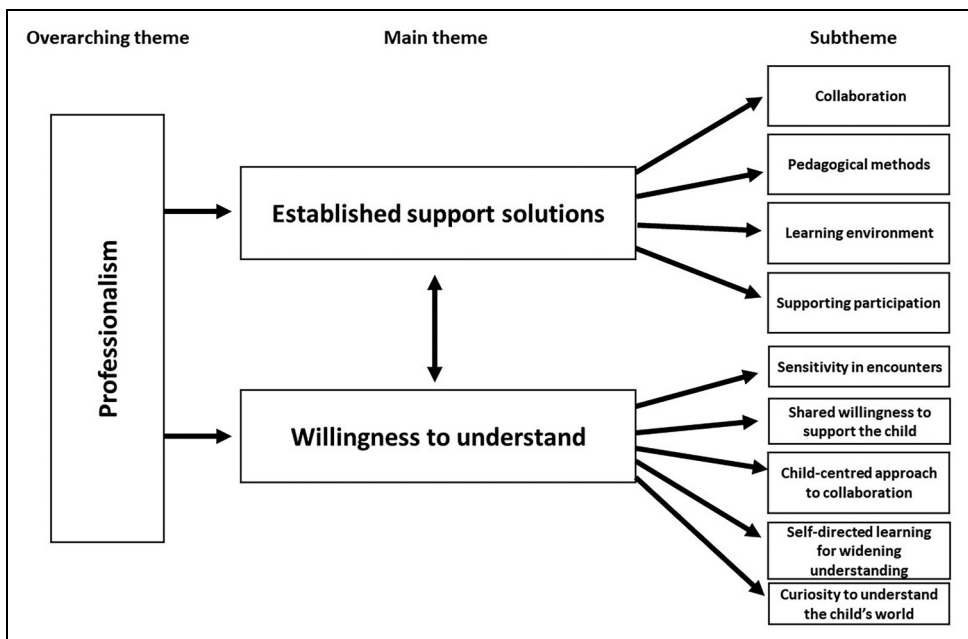 Overarching theme
Main theme
Subtheme
Professionalism
Established support solutions
Willingness to understand
Collaboration
Pedagogical methods
Learning environment
Supporting participation
Sensitivity in encounters
Shared willingness to
support the child
Child-centred approach
to collaboration
Self-directed learning
for widening
understanding
Curiosity to understand
the child's world